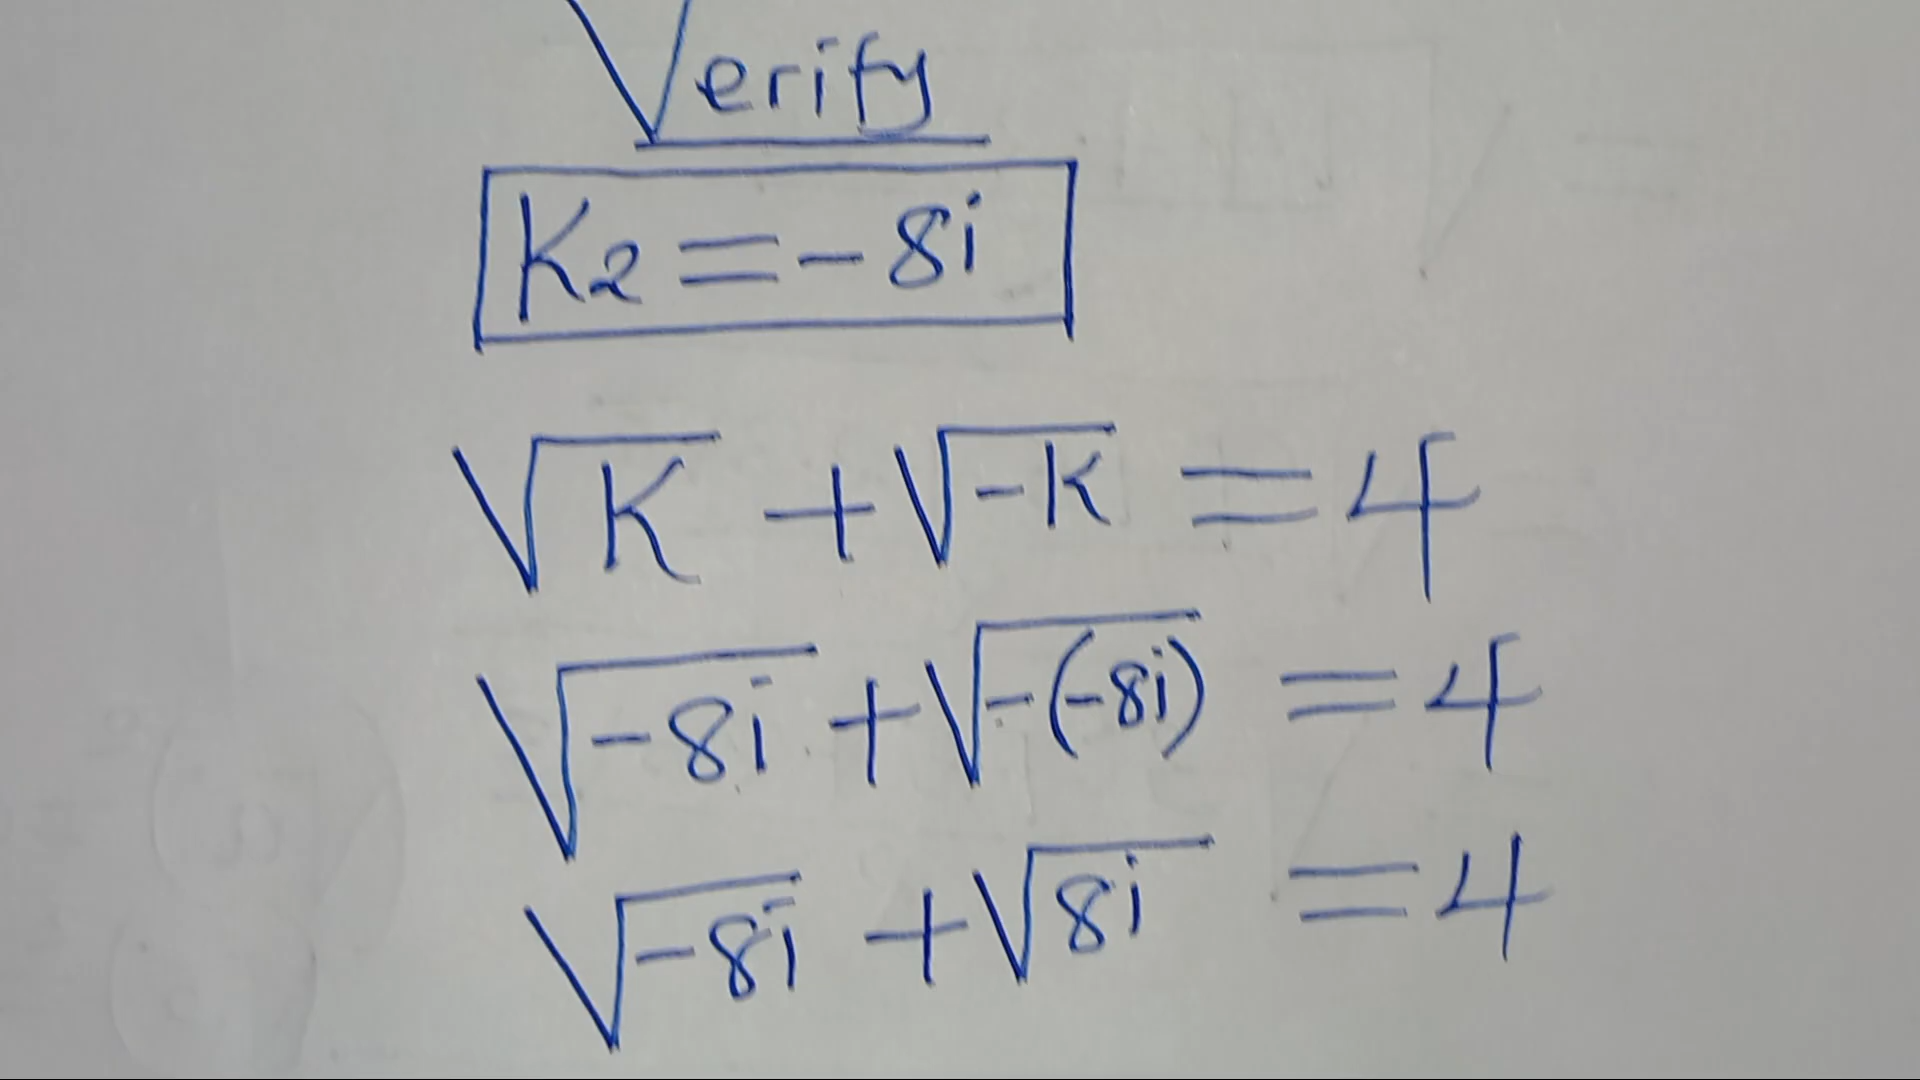 Verify
K₂ = -8i
√K + √-K = 4
√-8i + √-(-8i) = 4
√-8i + √8i = 4